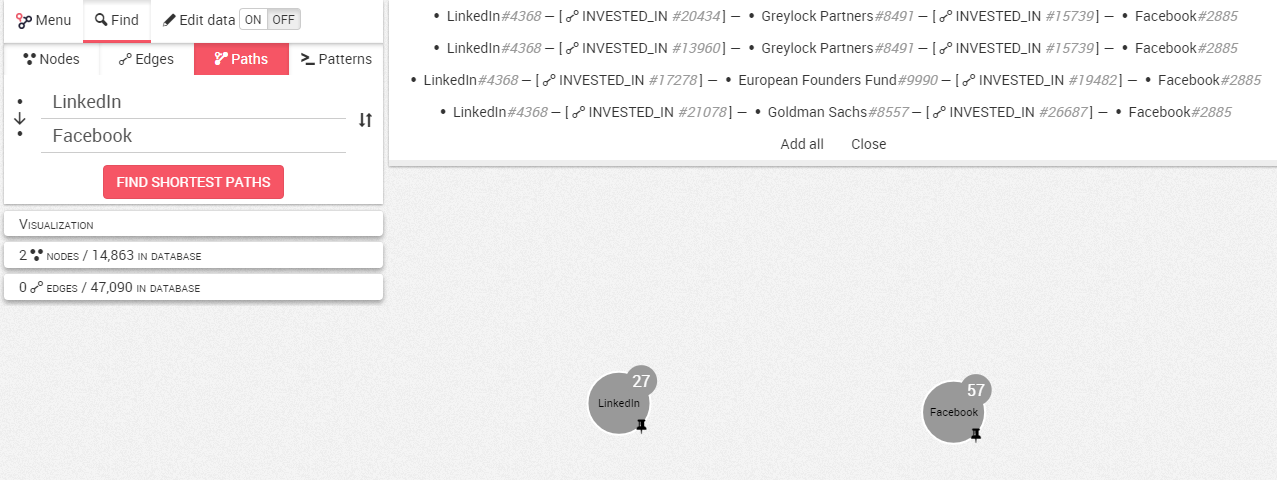 Menu Find Edit data ON OFF
Nodes Edges Paths Patterns
LinkedIn
Facebook
FIND SHORTEST PATHS
Visualization
2 nodes / 14,863 in database
0 edges / 47,090 in database
• LinkedIn#4368 – [ INVESTED_IN #20434 ] – • Greylock Partners#8491 – [ INVESTED_IN #15739 ] – • Facebook#2885
• LinkedIn#4368 – [ INVESTED_IN #13960 ] – • Greylock Partners#8491 – [ INVESTED_IN #15739 ] – • Facebook#2885
• LinkedIn#4368 – [ INVESTED_IN #17278 ] – • European Founders Fund#9990 – [ INVESTED_IN #19482 ] – • Facebook#2885
• LinkedIn#4368 – [ INVESTED_IN #21078 ] – • Goldman Sachs#8557 – [ INVESTED_IN #26687 ] – • Facebook#2885
Add all Close
27
LinkedIn
57
Facebook